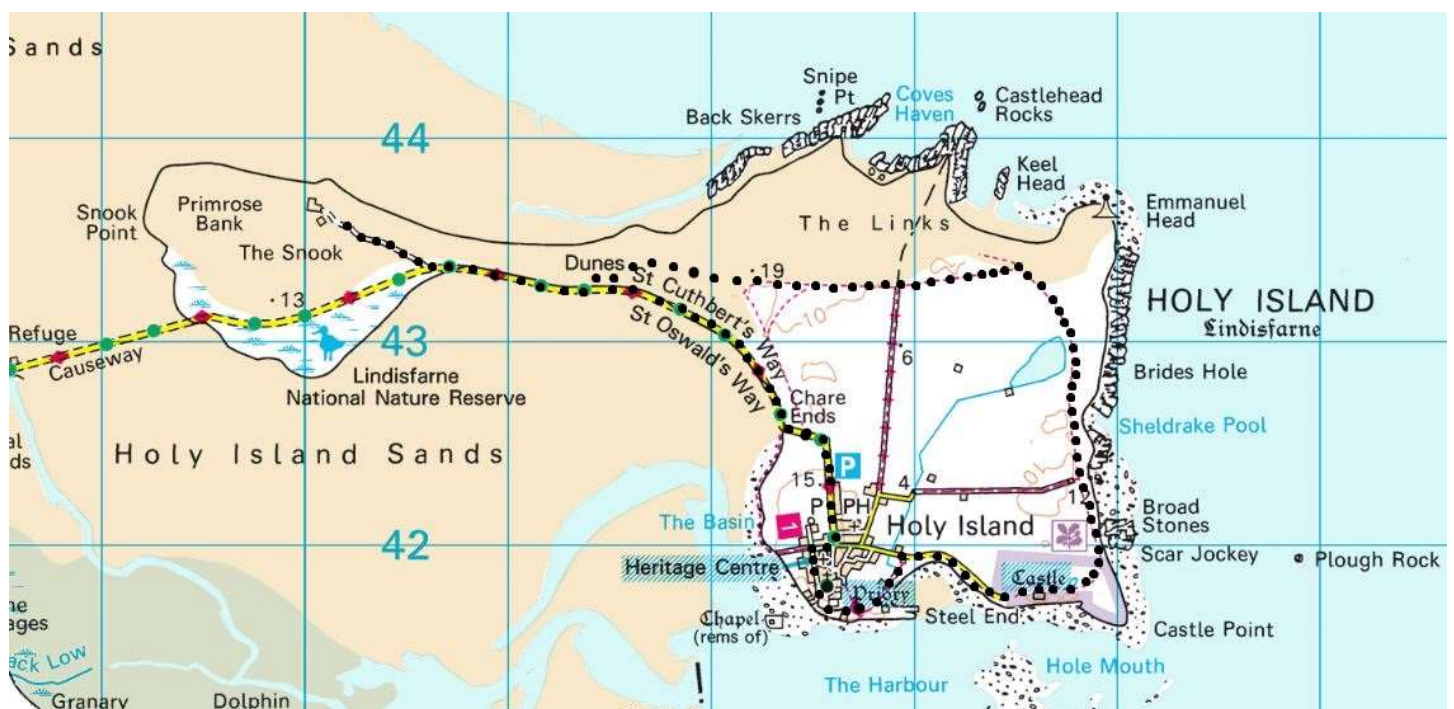 Sands
Snipe
Pt
Coves
Haven
Castlehead
Rocks
Back Skerrs
44
Keel
Head
Primrose
Bank
Snook
Point
The Snook
The Links
Emmanuel
Head
Dunes
19
13
10
HOLY ISLAND
Lindisfarne
St Cuthbert's Way
St Oswald's Way
Refuge
Causeway
43
6
Lindisfarne
National Nature Reserve
Brides Hole
Chare
Ends
Sheldrake Pool
Holy Island Sands
10
P
15
4
P
PH
Holy Island
The Basin
1
Broad
Stones
42
Scar Jockey
Plough Rock
Heritage Centre
Castle
Priory
Chapel
(rems of)
Steel End
Castle Point
Hole Mouth
The Harbour
Granary
Dolphin